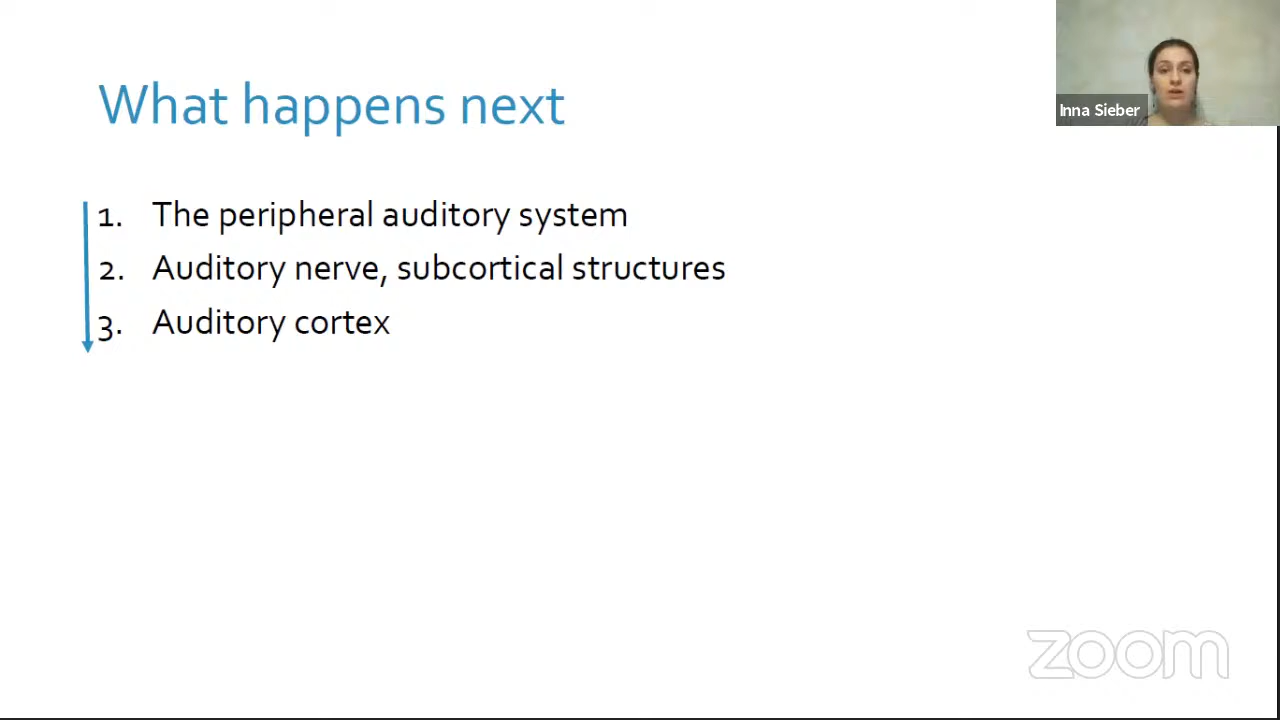 What happens next
Inna Sieber
1. The peripheral auditory system
2. Auditory nerve, subcortical structures
3. Auditory cortex
zoom